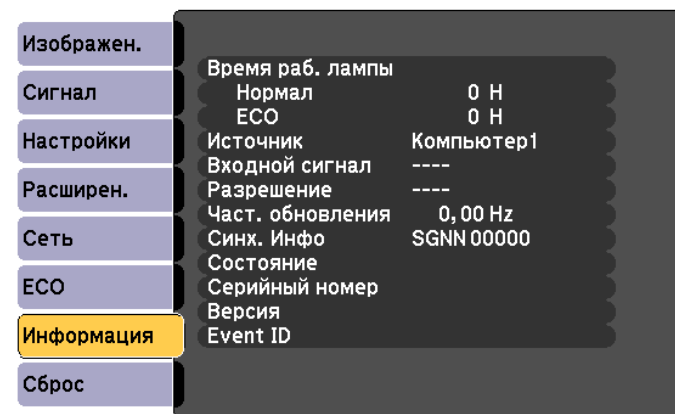 Изображен.
Сигнал
Настройки
Расширен.
Сеть
ECO
Информация
Сброс
Время раб. лампы
Нормал 0 H
ECO 0 H
Источник Компьютер1
Входной сигнал ----
Разрешение ----
Част. обновления 0,00 Hz
Синх. Инфо SGNN 00000
Состояние
Серийный номер
Версия
Event ID